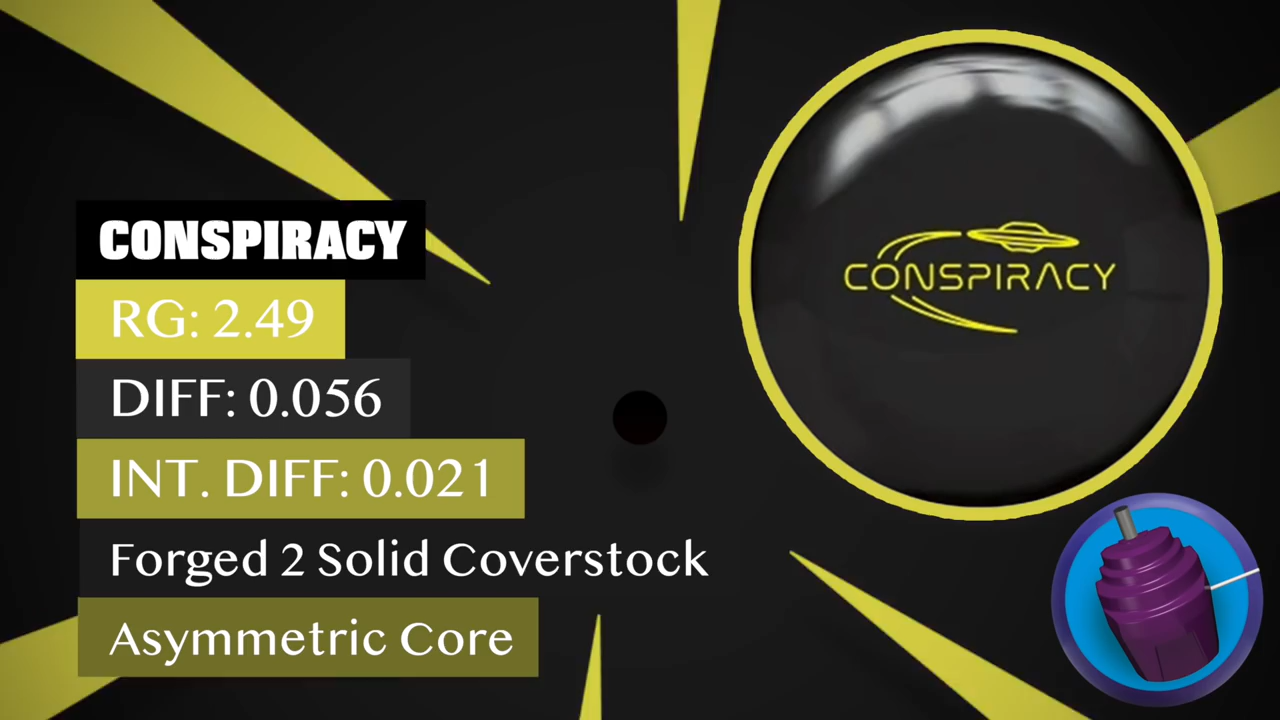 CONSPIRACY
RG: 2.49
DIFF: 0.056
INT. DIFF: 0.021
Forged 2 Solid Coverstock
Asymmetric Core
CONSPIRACY